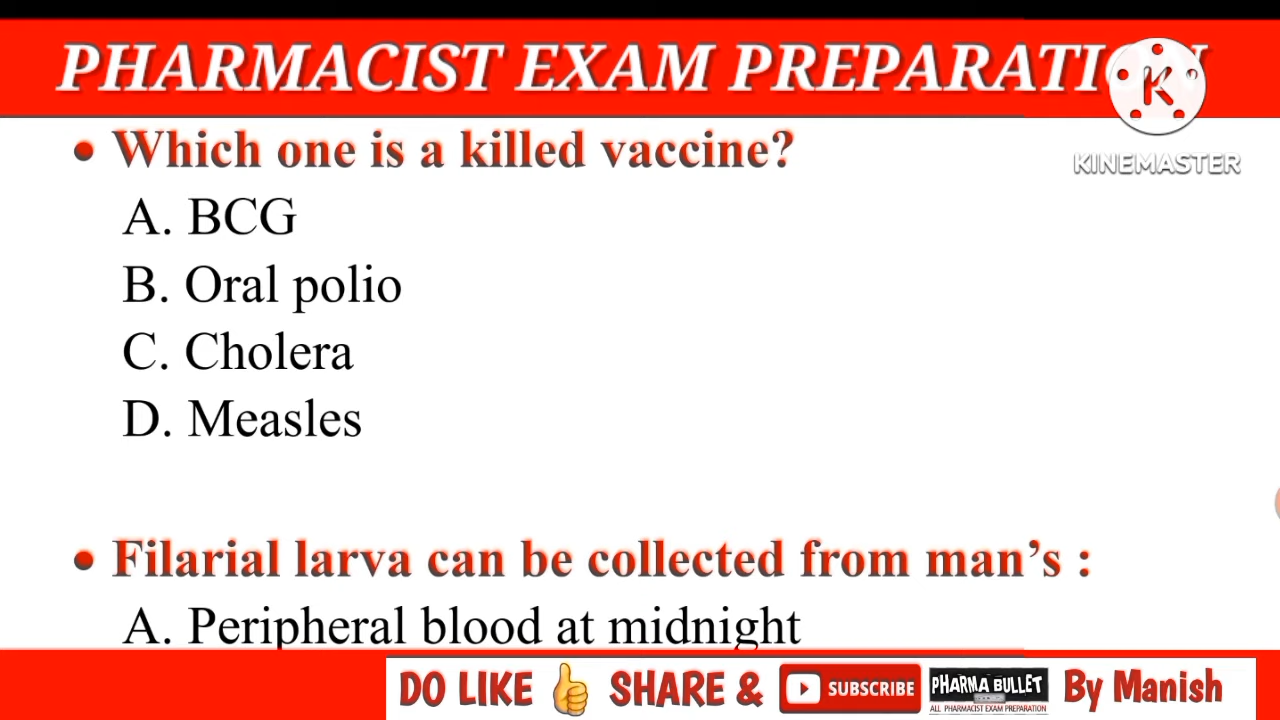 PHARMACIST EXAM PREPARATION
K
KINEMASTER
• Which one is a killed vaccine?
A. BCG
B. Oral polio
C. Cholera
D. Measles
• Filarial larva can be collected from man’s :
A. Peripheral blood at midnight
DO LIKE 👍 SHARE & SUBSCRIBE PHARMA BULLET By Manish
ALL PHARMACIST EXAM PREPARATION